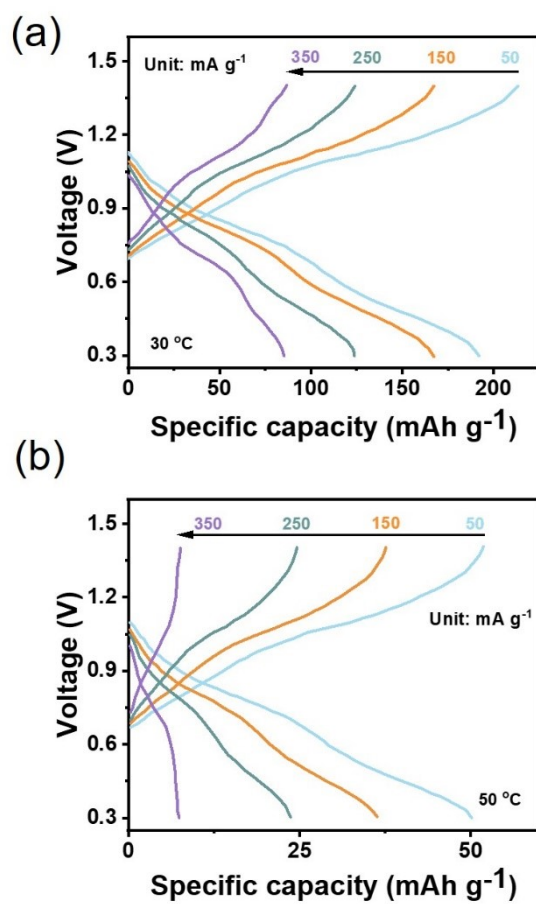 (a)
Unit: mA g⁻¹ 350 250 150 50
1.5
1.2
0.9
0.6
0.3
Voltage (V)
30 °C
0 50 100 150 200
Specific capacity (mAh g⁻¹)
(b)
350 250 150 50
Unit: mA g⁻¹
1.5
1.2
0.9
0.6
0.3
Voltage (V)
50 °C
0 25 50
Specific capacity (mAh g⁻¹)